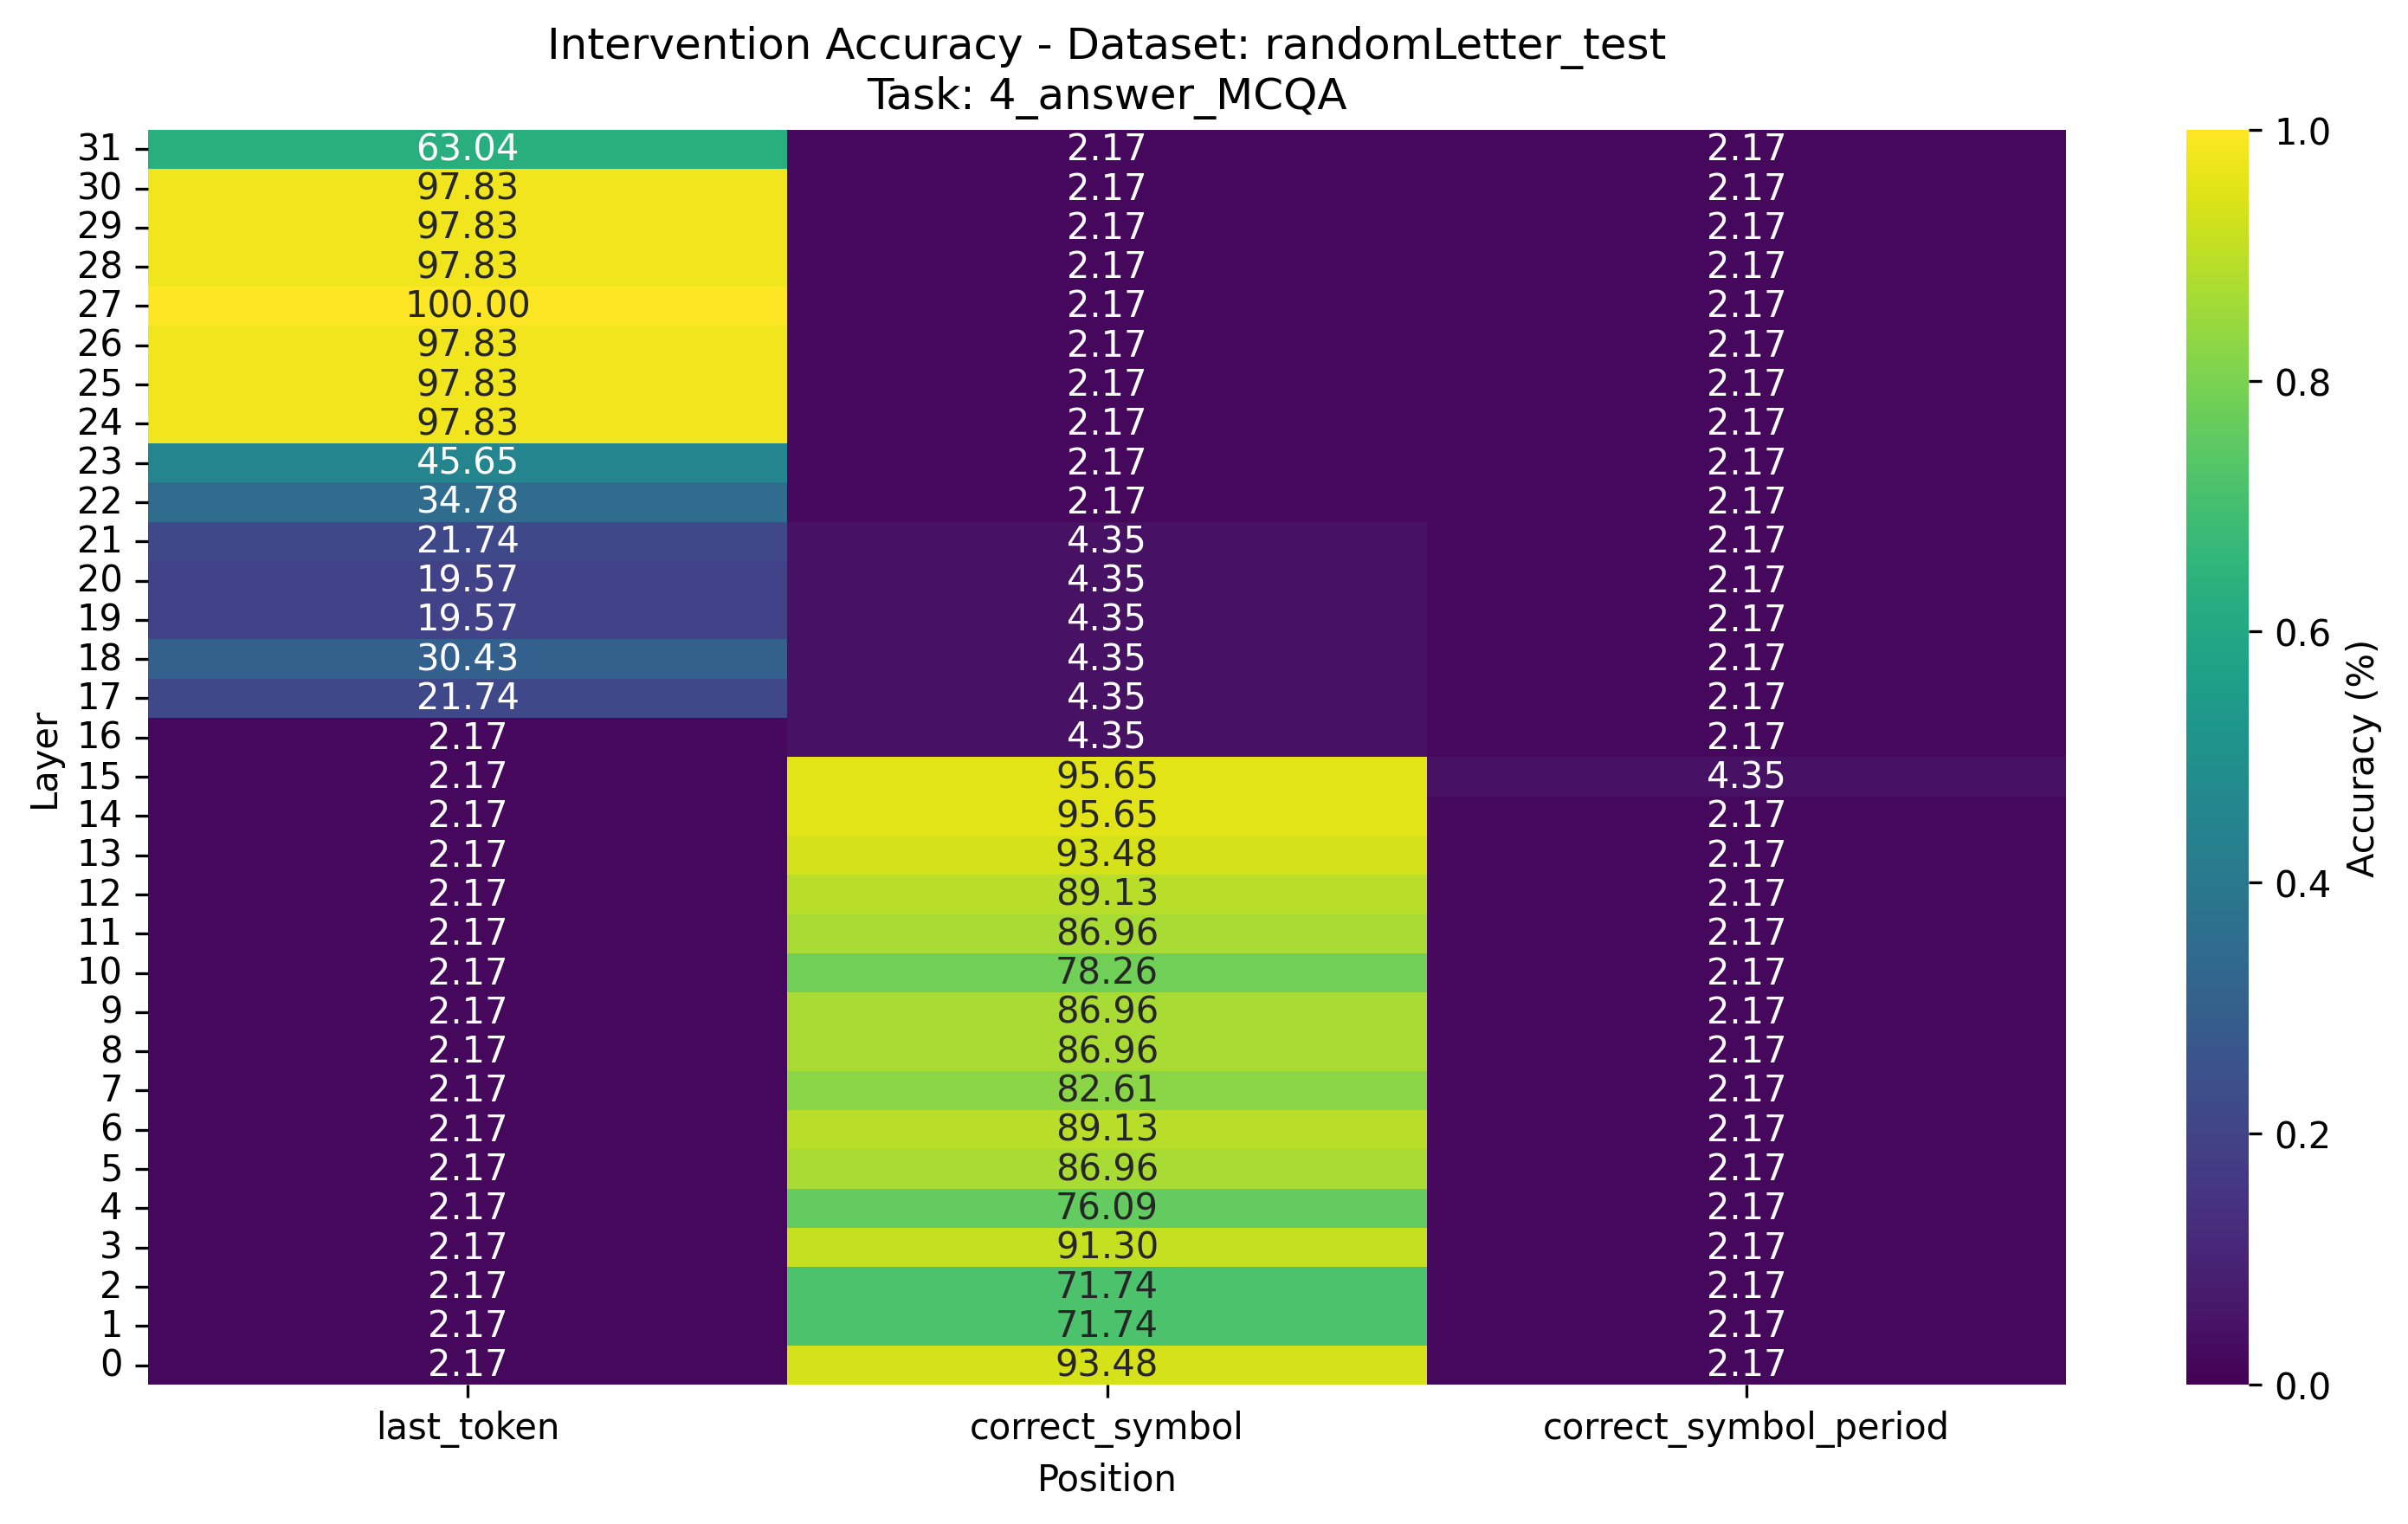 Intervention Accuracy - Dataset: randomLetter_test
Task: 4_answer_MCQA
31 63.04 2.17 2.17
30 97.83 2.17 2.17
29 97.83 2.17 2.17
28 97.83 2.17 2.17
27 100.00 2.17 2.17
26 97.83 2.17 2.17
25 97.83 2.17 2.17
24 97.83 2.17 2.17
23 45.65 2.17 2.17
22 34.78 2.17 2.17
21 21.74 4.35 2.17
20 19.57 4.35 2.17
19 19.57 4.35 2.17
18 30.43 4.35 2.17
17 21.74 4.35 2.17
16 2.17 4.35 2.17
15 2.17 95.65 4.35
14 2.17 95.65 2.17
13 2.17 93.48 2.17
12 2.17 89.13 2.17
11 2.17 86.96 2.17
10 2.17 78.26 2.17
9 2.17 86.96 2.17
8 2.17 86.96 2.17
7 2.17 82.61 2.17
6 2.17 89.13 2.17
5 2.17 86.96 2.17
4 2.17 76.09 2.17
3 2.17 91.30 2.17
2 2.17 71.74 2.17
1 2.17 71.74 2.17
0 2.17 93.48 2.17
last_token correct_symbol correct_symbol_period
Position
Layer
1.0
0.8
0.6
0.4
0.2
0.0
Accuracy (%)